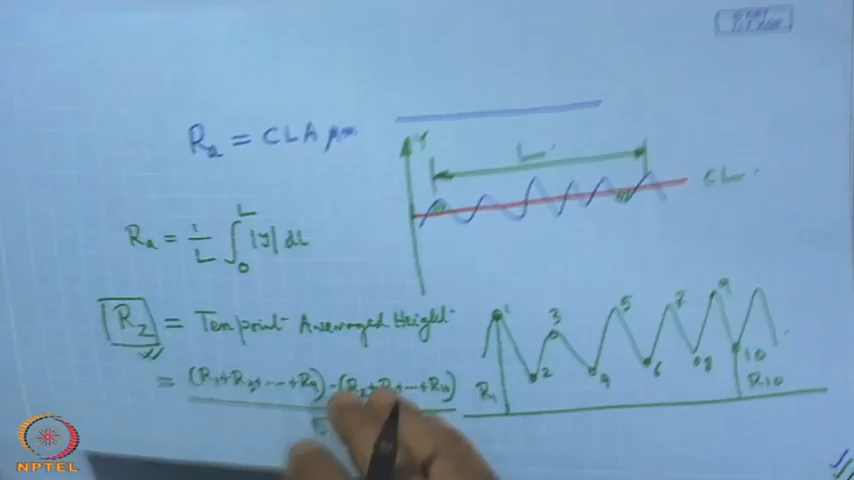 Ra = CLA μm
Y
L
CL
Ra = 1/L ∫₀ᴸ |y| dL
Rz = Ten point Averaged Height
= (R1+R3+...+R9) - (R2+R4+...+R10)
5
1 2 3 4 5 6 7 8 9 10
R1
R10
NPTEL